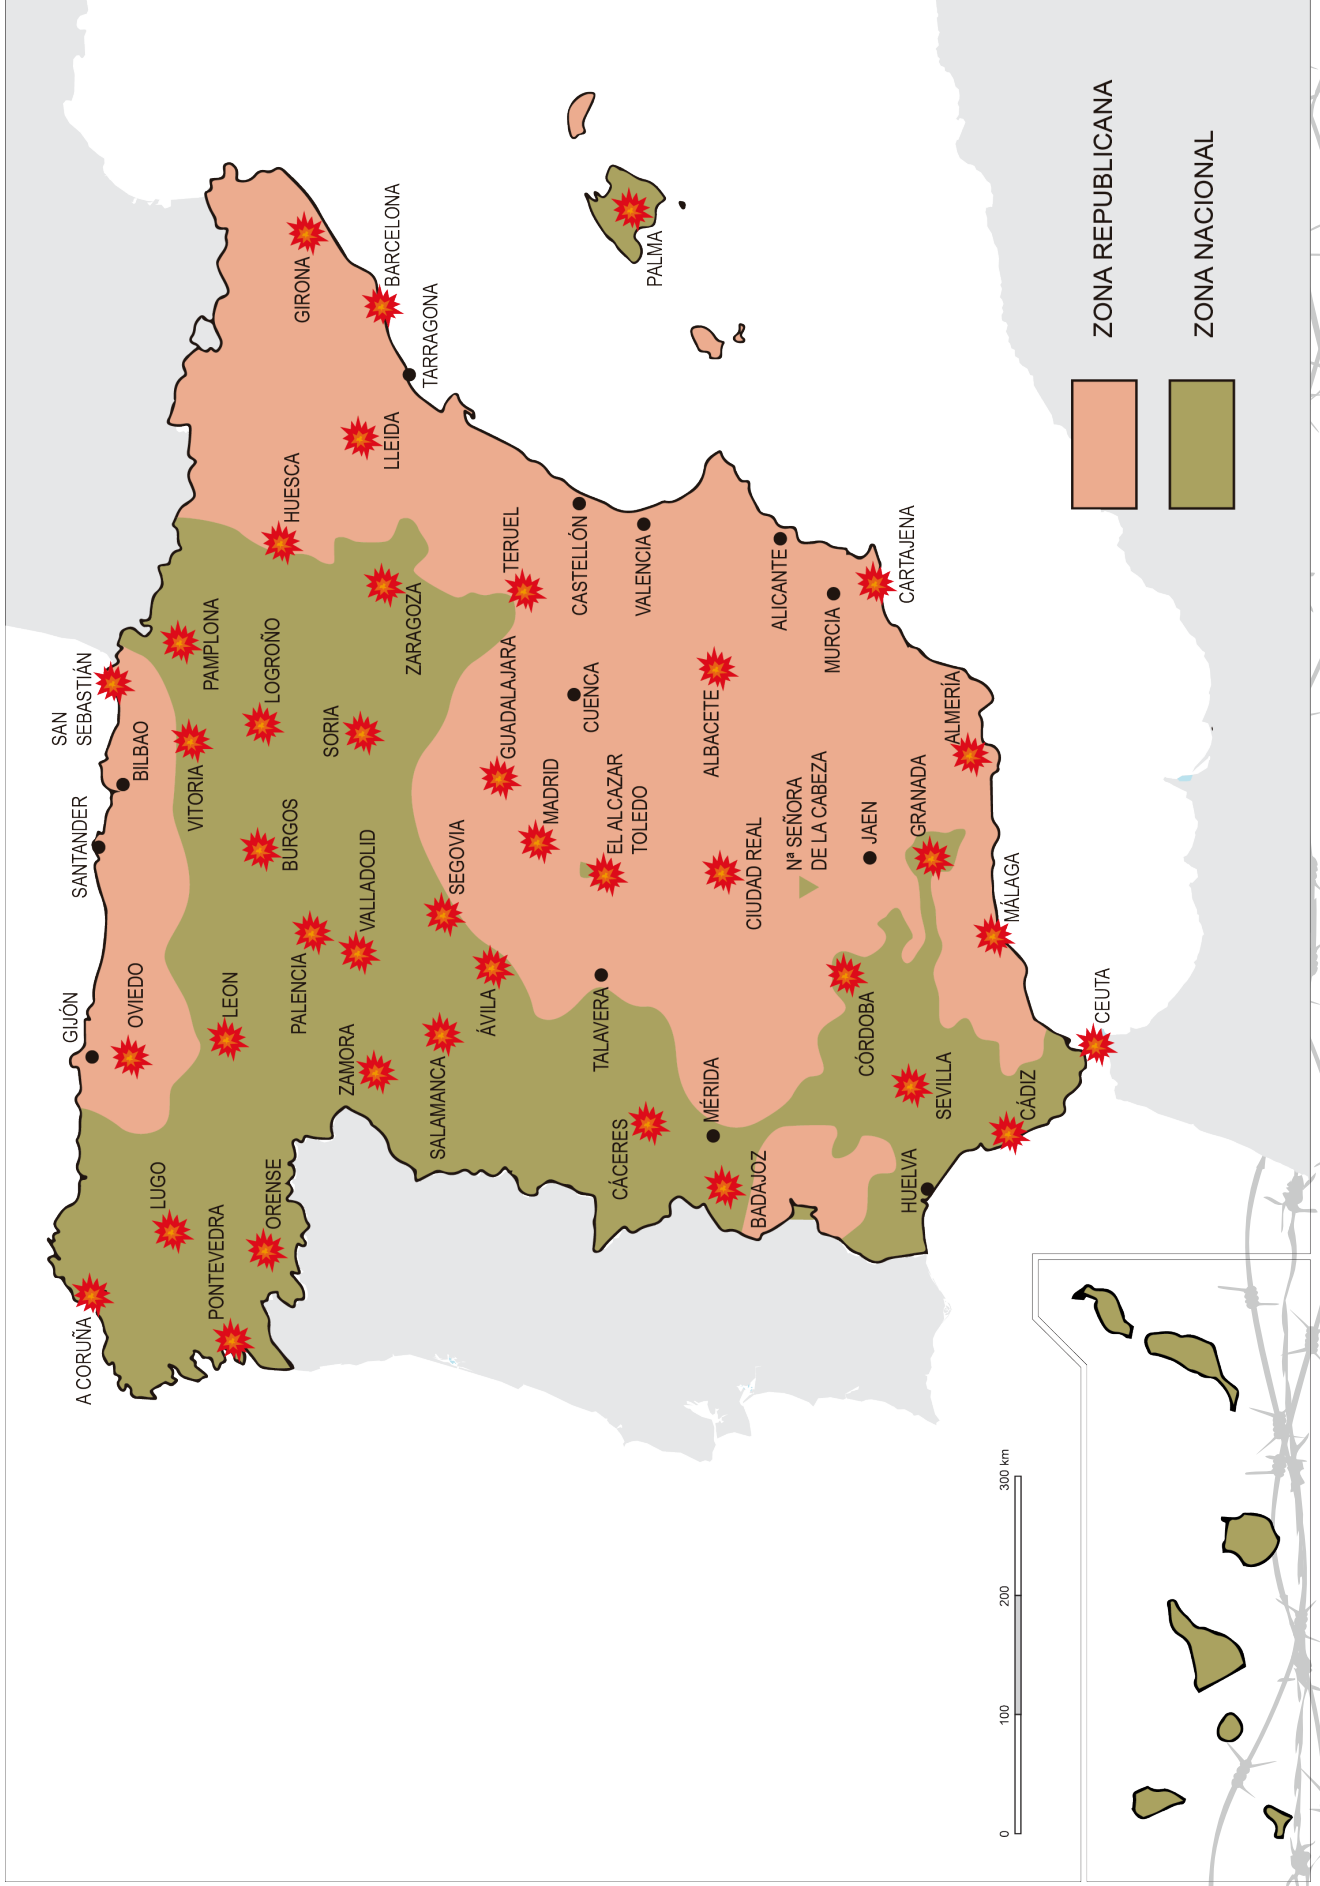 A CORUÑA
LUGO
PONTEVEDRA
ORENSE
GIJÓN
OVIEDO
LEON
SANTANDER
BILBAO
SAN
SEBASTIÁN
VITORIA
PAMPLONA
LOGROÑO
BURGOS
PALENCIA
VALLADOLID
ZAMORA
SORIA
HUESCA
ZARAGOZA
LLEIDA
GIRONA
BARCELONA
TARRAGONA
SALAMANCA
ÁVILA
SEGOVIA
GUADALAJARA
MADRID
TERUEL
CUENCA
CASTELLÓN
VALENCIA
PALMA
EL ALCAZAR
TOLEDO
TALAVERA
CÁCERES
MÉRIDA
BADAJOZ
CIUDAD REAL
ALBACETE
ALICANTE
MURCIA
CARTAJENA
Nª SEÑORA
DE LA CABEZA
JAEN
CÓRDOBA
SEVILLA
HUELVA
CÁDIZ
GRANADA
ALMERÍA
MÁLAGA
CEUTA
ZONA REPUBLICANA
ZONA NACIONAL
0 100 200 300 km